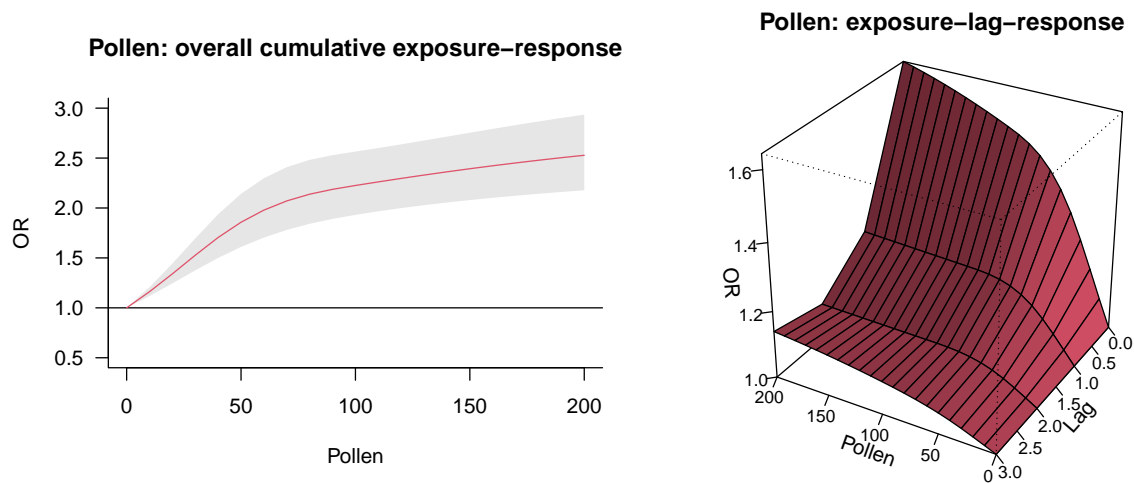 Pollen: overall cumulative exposure–response
3.0
2.5
2.0
1.5
1.0
0.5
OR
0 50 100 150 200
Pollen
Pollen: exposure–lag–response
1.6
1.4
1.2
1.0
OR
200
150
100
50
0
Pollen
0.0
0.5
1.0
1.5
2.0
2.5
3.0
Lag